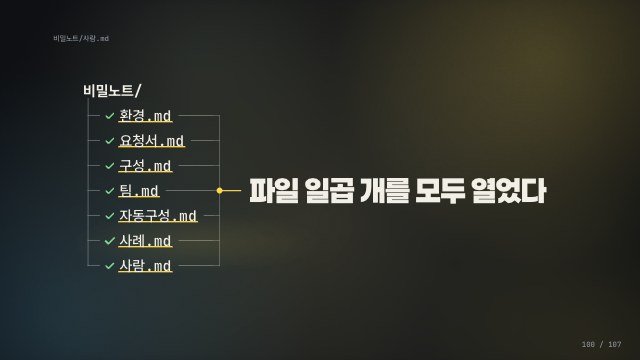 비밀노트/사람.md
비밀노트/
환경.md
요청서.md
구성.md
팀.md
자동구성.md
사례.md
사람.md
파일 일곱 개를 모두 열었다
100 / 107